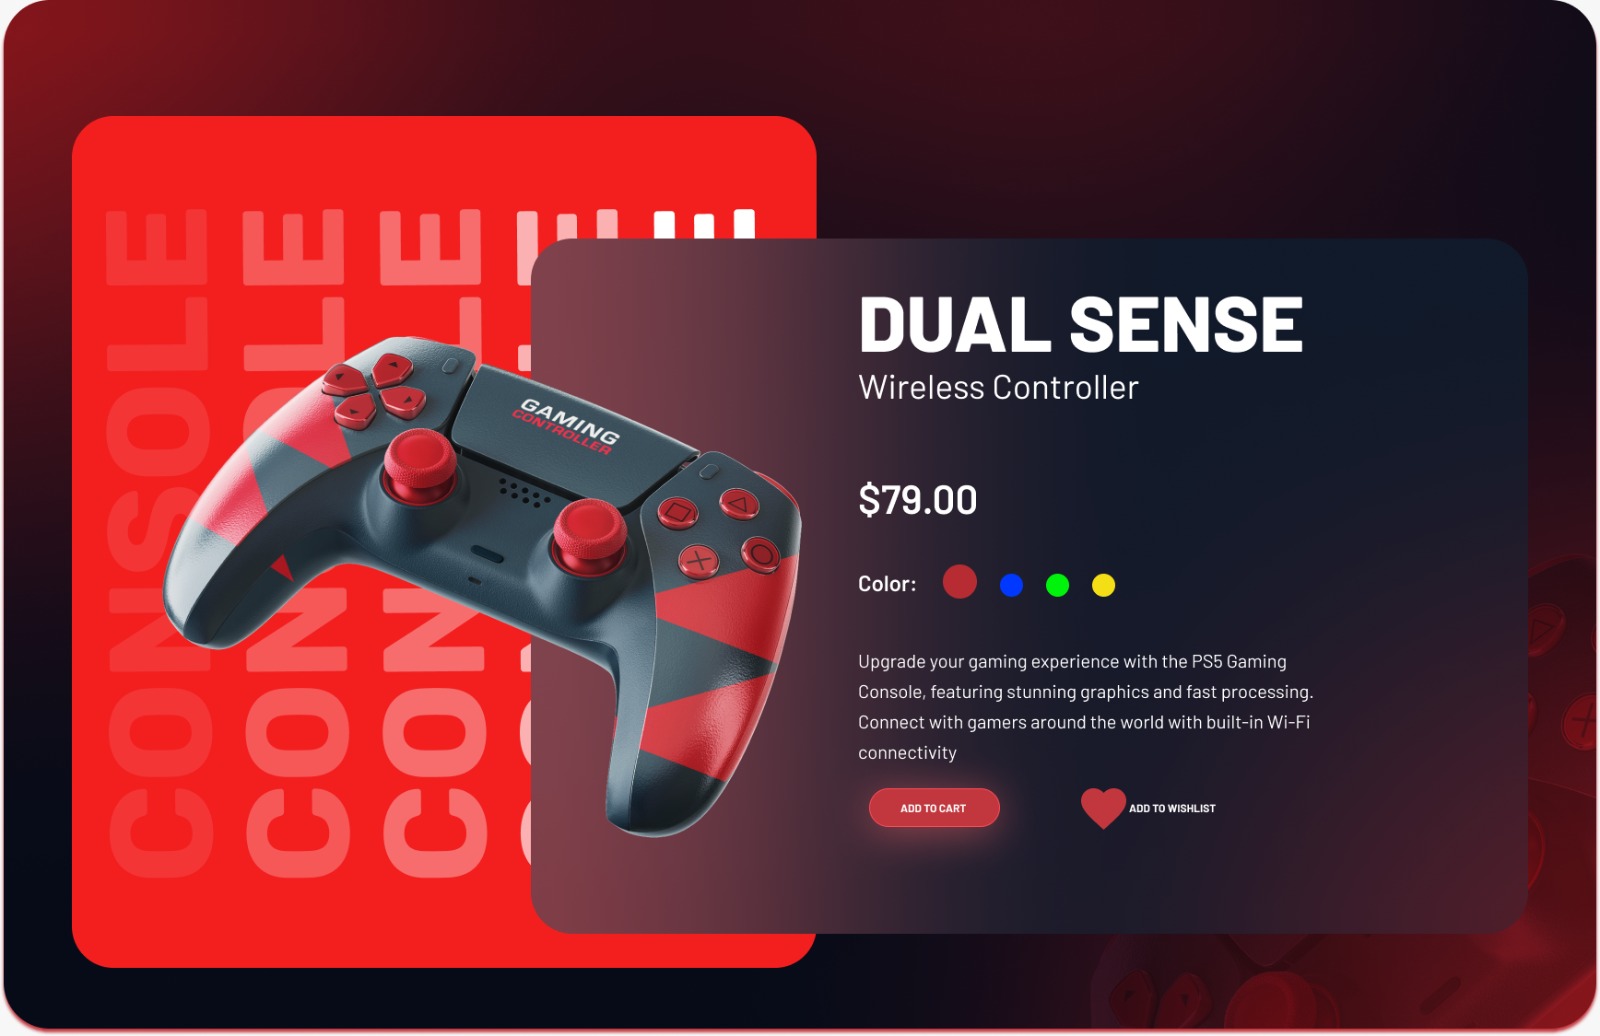 CONSOLE
CONSOLE
CONSOLE
GAMING
CONTROLLER
DUAL SENSE
Wireless Controller
$79.00
Color:
Upgrade your gaming experience with the PS5 Gaming
Console, featuring stunning graphics and fast processing.
Connect with gamers around the world with built-in Wi-Fi
connectivity
ADD TO CART
ADD TO WISHLIST